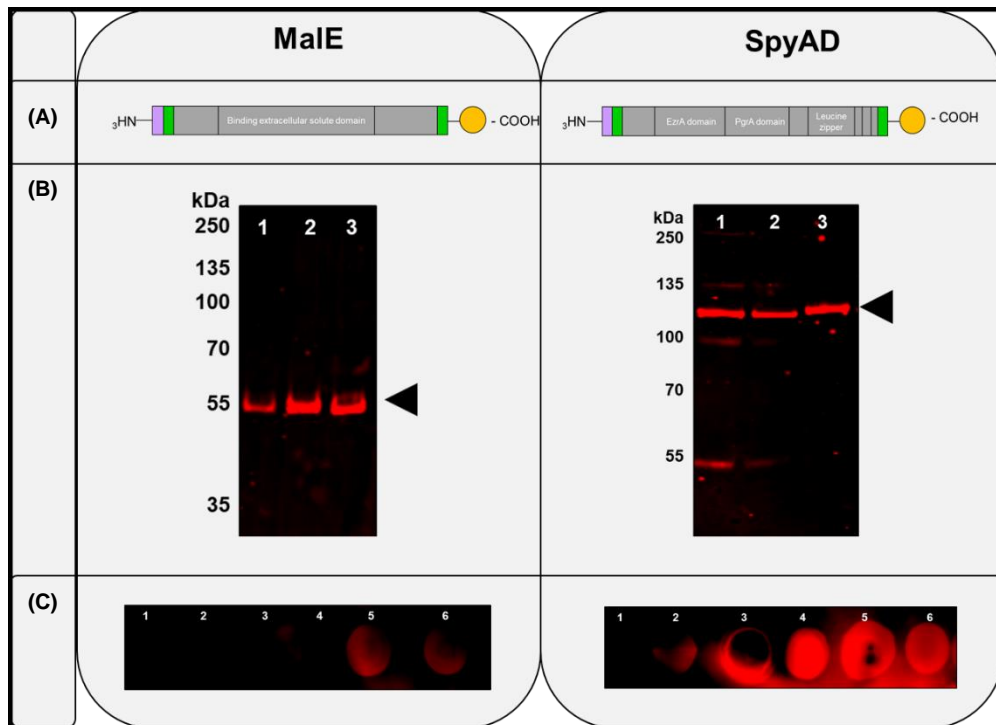 MalE
SpyAD
(A)
₃HN
Binding extracellular solute domain
- COOH
₃HN
EzrA domain
PgrA domain
Leucine
zipper
- COOH
(B)
kDa
250
135
100
70
55
35
1 2 3
kDa
250
135
100
70
55
1 2 3
(C)
1 2 3 4 5 6
1 2 3 4 5 6